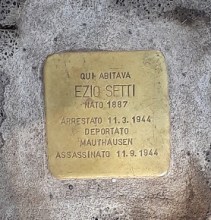 QUI ABITAVA
EZIO SETTI
NATO 1887
ARRESTATO 11.3.1944
DEPORTATO
MAUTHAUSEN
ASSASSINATO 11.9.1944